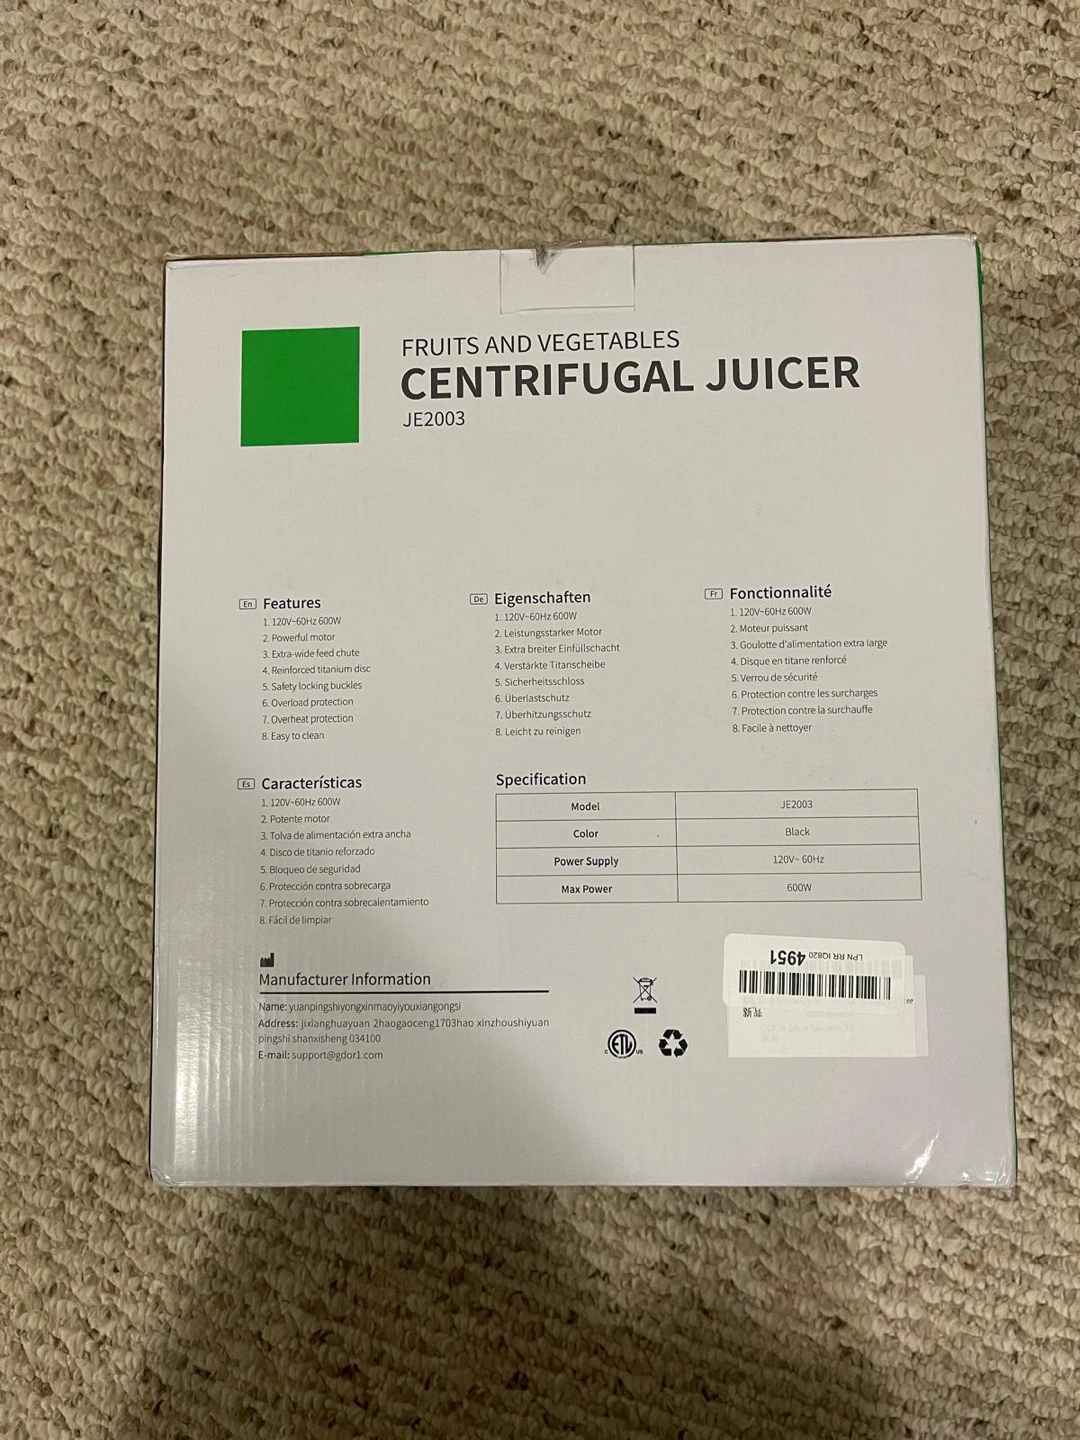 FRUITS AND VEGETABLES
CENTRIFUGAL JUICER
JE2003
En Features
1. 120V~60Hz 600W
2. Powerful motor
3. Extra-wide feed chute
4. Reinforced titanium disc
5. Safety locking buckles
6. Overload protection
7. Overheat protection
8. Easy to clean
De Eigenschaften
1. 120V~60Hz 600W
2. Leistungsstarker Motor
3. Extra breiter Einfüllschacht
4. Verstärkte Titanscheibe
5. Sicherheitsschloss
6. Überlastschutz
7. Überhitzungsschutz
8. Leicht zu reinigen
Fr Fonctionnalité
1. 120V~60Hz 600W
2. Moteur puissant
3. Goulotte d'alimentation extra large
4. Disque en titane renforcé
5. Verrou de sécurité
6. Protection contre les surcharges
7. Protection contre la surchauffe
8. Facile à nettoyer
Es Características
1. 120V~60Hz 600W
2. Potente motor
3. Tolva de alimentación extra ancha
4. Disco de titanio reforzado
5. Bloqueo de seguridad
6. Protección contra sobrecarga
7. Protección contra sobrecalentamiento
8. Fácil de limpiar
Specification
Model JE2003
Color Black
Power Supply 120V~ 60Hz
Max Power 600W
Manufacturer Information
Name: yuanpingshiyongxinmaoyiyouxiangongsi
Address: jixianghuayuan 2haogaoceng1703hao xinzhoushiyuan
pingshi shanxisheng 034100
E-mail: support@gdor1.com
c ETL us
LPN RR IQ820 4951